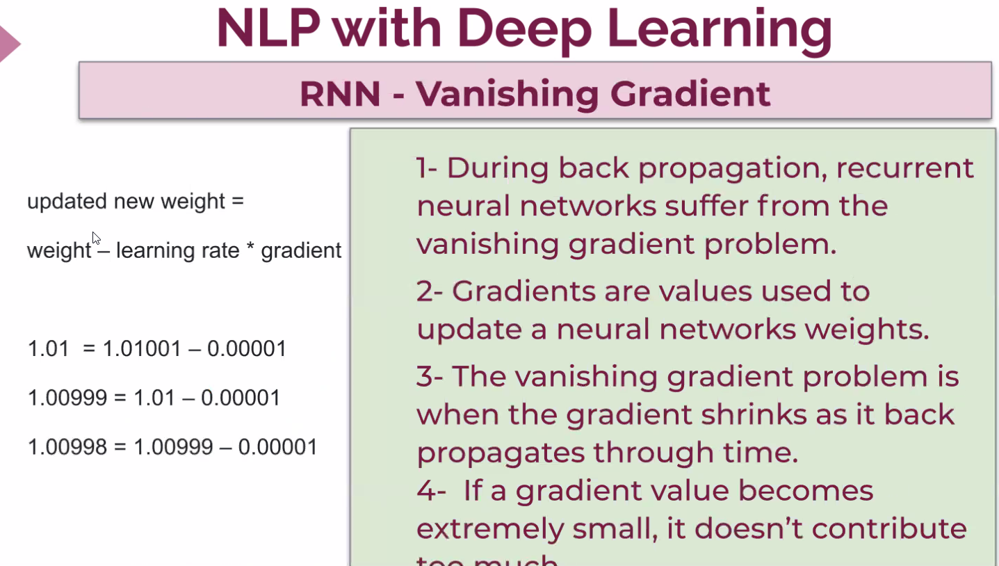 NLP with Deep Learning
RNN - Vanishing Gradient
updated new weight =
weight – learning rate * gradient
1.01 = 1.01001 – 0.00001
1.00999 = 1.01 – 0.00001
1.00998 = 1.00999 – 0.00001
1- During back propagation, recurrent
neural networks suffer from the
vanishing gradient problem.
2- Gradients are values used to
update a neural networks weights.
3- The vanishing gradient problem is
when the gradient shrinks as it back
propagates through time.
4- If a gradient value becomes
extremely small, it doesn’t contribute
too much